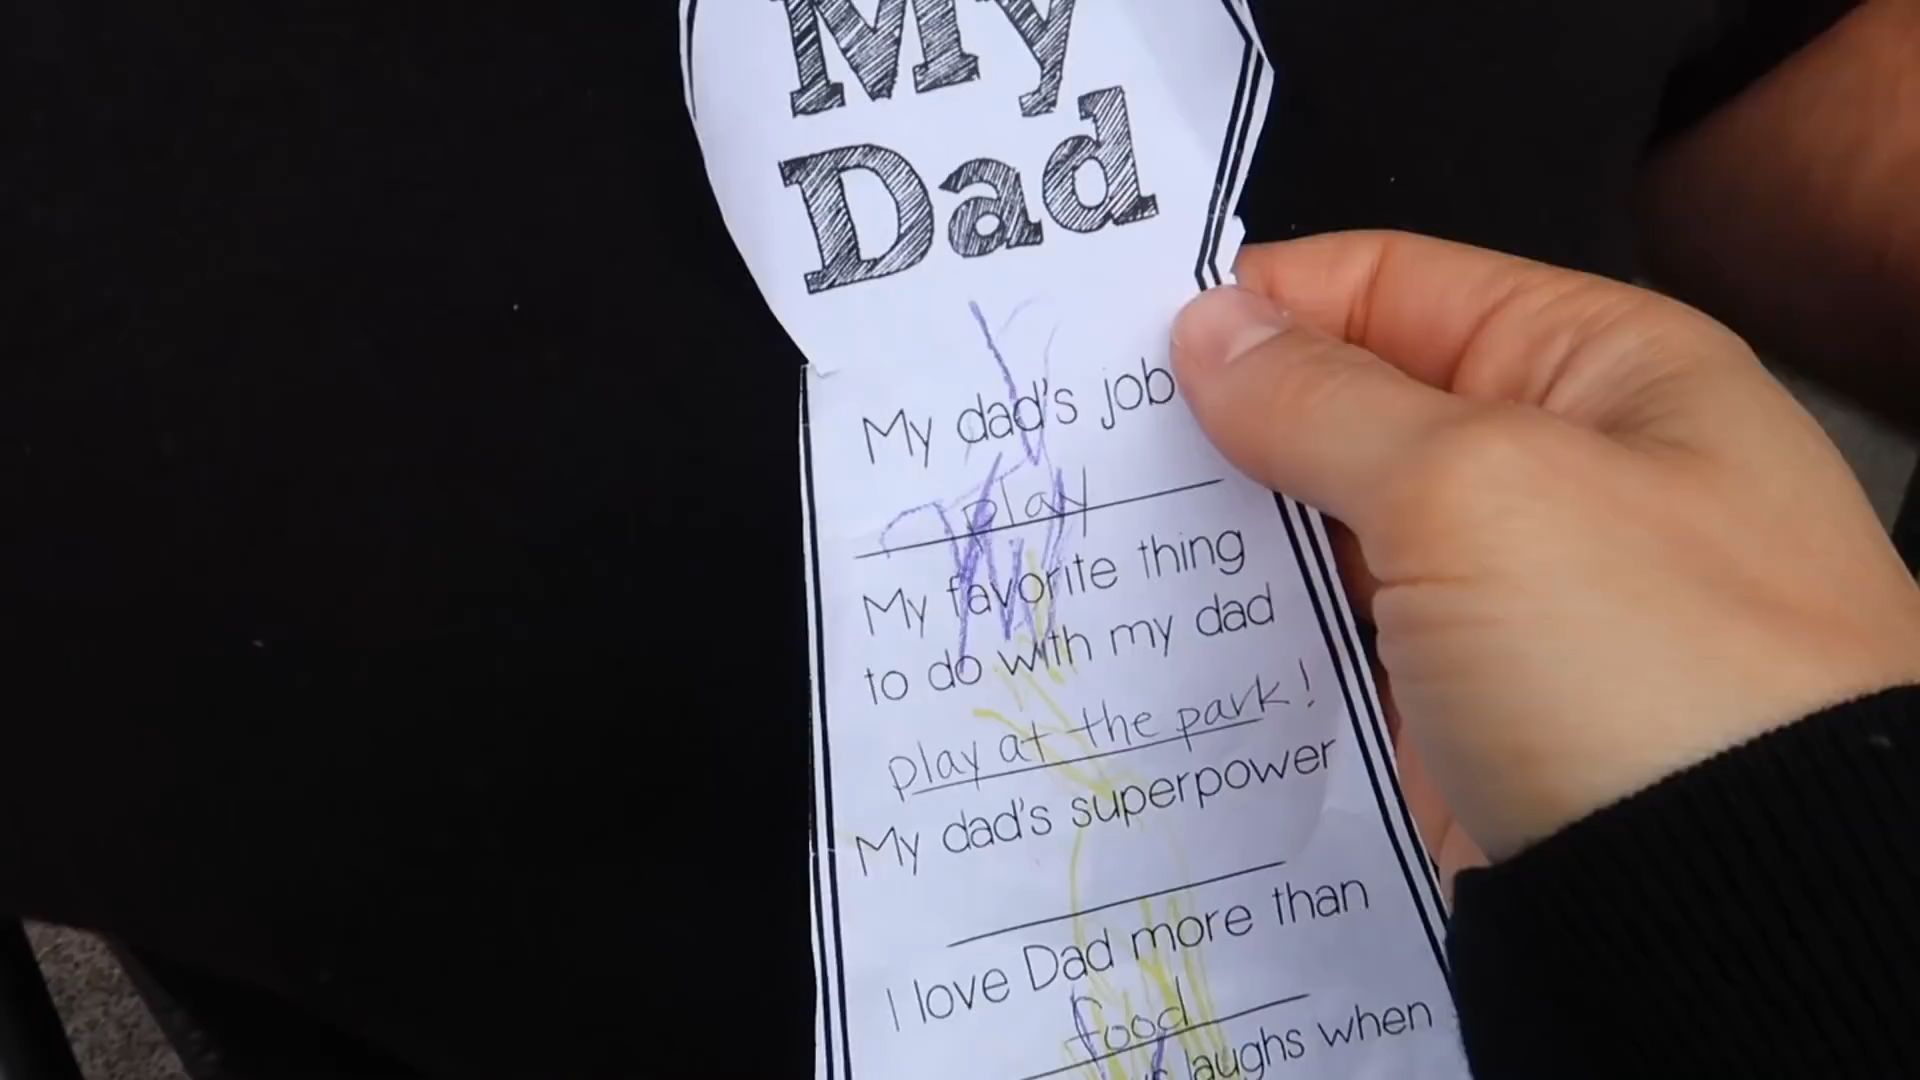 My
Dad
My dad's job
play
My favorite thing
to do with my dad
play at the park!
My dad's superpower
I love Dad more than
food
laughs when